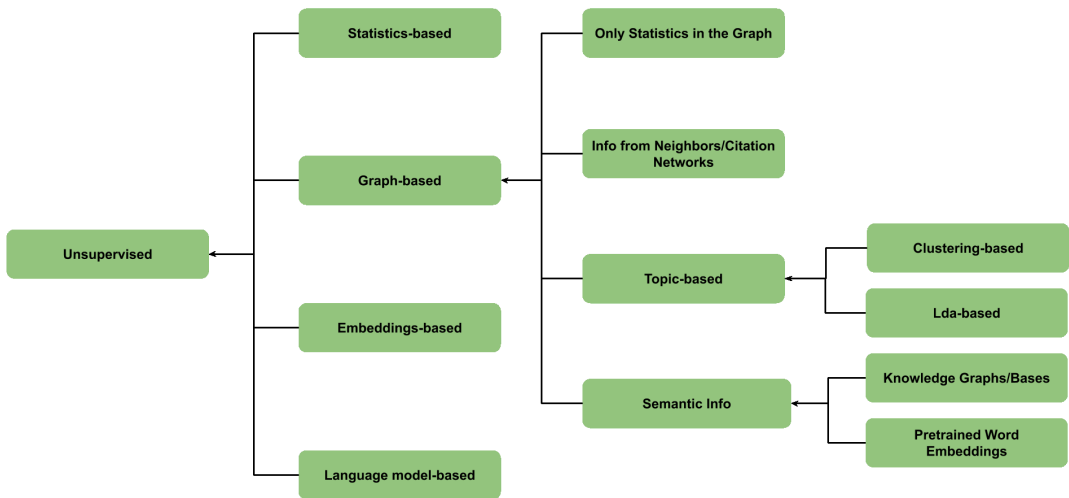 Unsupervised
Statistics-based
Graph-based
Embeddings-based
Language model-based
Only Statistics in the Graph
Info from Neighbors/Citation
Networks
Topic-based
Semantic Info
Clustering-based
Lda-based
Knowledge Graphs/Bases
Pretrained Word
Embeddings